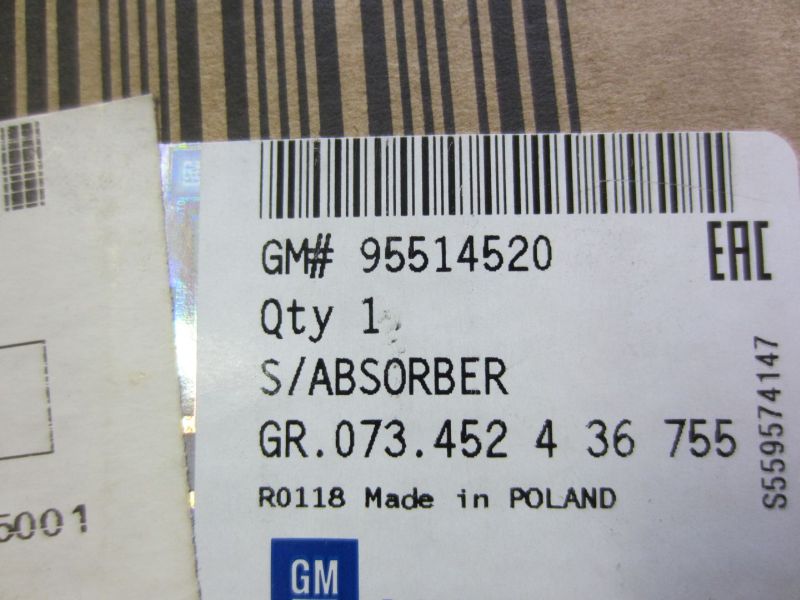 GM# 95514520
EAC
Qty 1
S/ABSORBER
GR.073.452 4 36 755
R0118 Made in POLAND
S559574147
5001
GM